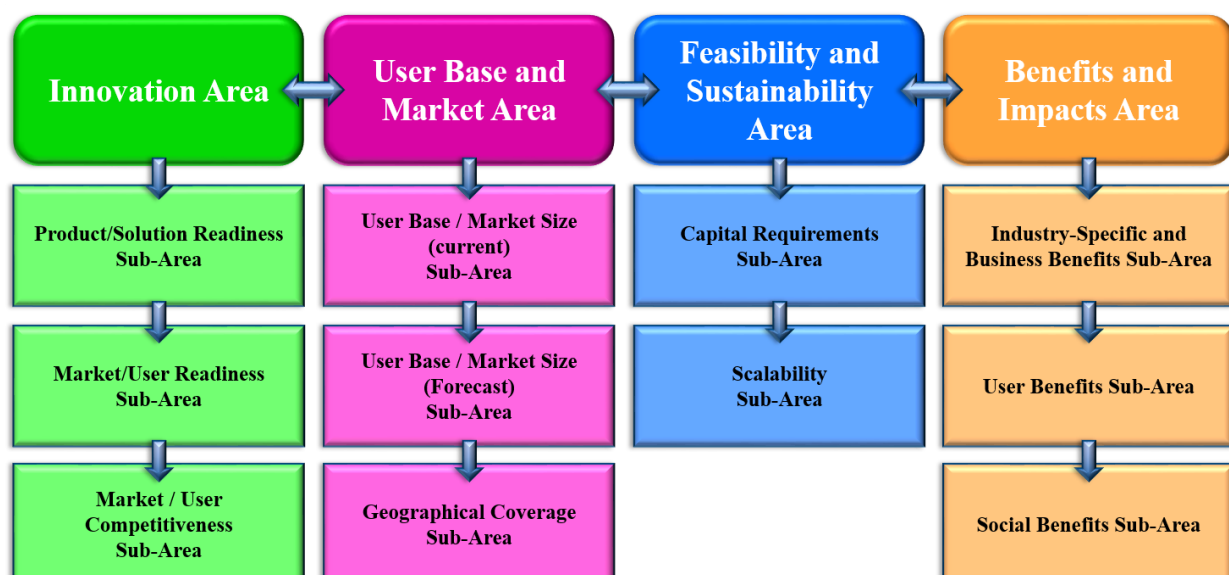 Innovation Area
User Base and
Market Area
Feasibility and
Sustainability
Area
Benefits and
Impacts Area
Product/Solution Readiness
Sub-Area
User Base / Market Size
(current)
Sub-Area
Capital Requirements
Sub-Area
Industry-Specific and
Business Benefits Sub-Area
Market/User Readiness
Sub-Area
User Base / Market Size
(Forecast)
Sub-Area
Scalability
Sub-Area
User Benefits Sub-Area
Market / User
Competitiveness
Sub-Area
Geographical Coverage
Sub-Area
Social Benefits Sub-Area